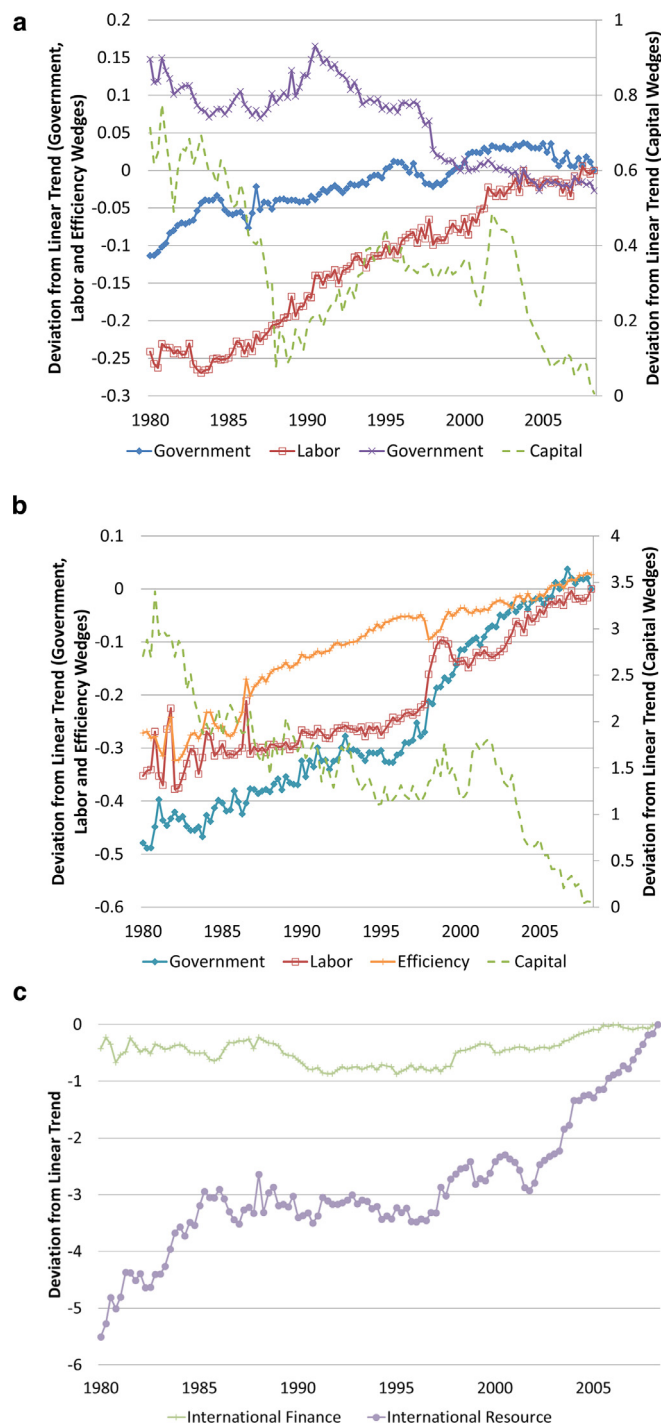 a
Deviation from Linear Trend (Government,
Labor and Efficiency Wedges)
0.2
0.15
0.1
0.05
0
-0.05
-0.1
-0.15
-0.2
-0.25
-0.3
1
0.8
0.6
0.4
0.2
0
Deviation from Linear Trend (Capital Wedges)
1980 1985 1990 1995 2000 2005
Government Labor Government Capital
b
Deviation from Linear Trend (Government,
Labor and Efficiency Wedges)
0.1
0
-0.1
-0.2
-0.3
-0.4
-0.5
-0.6
4
3.5
3
2.5
2
1.5
1
0.5
0
Deviation from Linear Trend (Capital Wedges)
1980 1985 1990 1995 2000 2005
Government Labor Efficiency Capital
c
Deviation from Linear Trend
0
-1
-2
-3
-4
-5
-6
1980 1985 1990 1995 2000 2005
International Finance International Resource